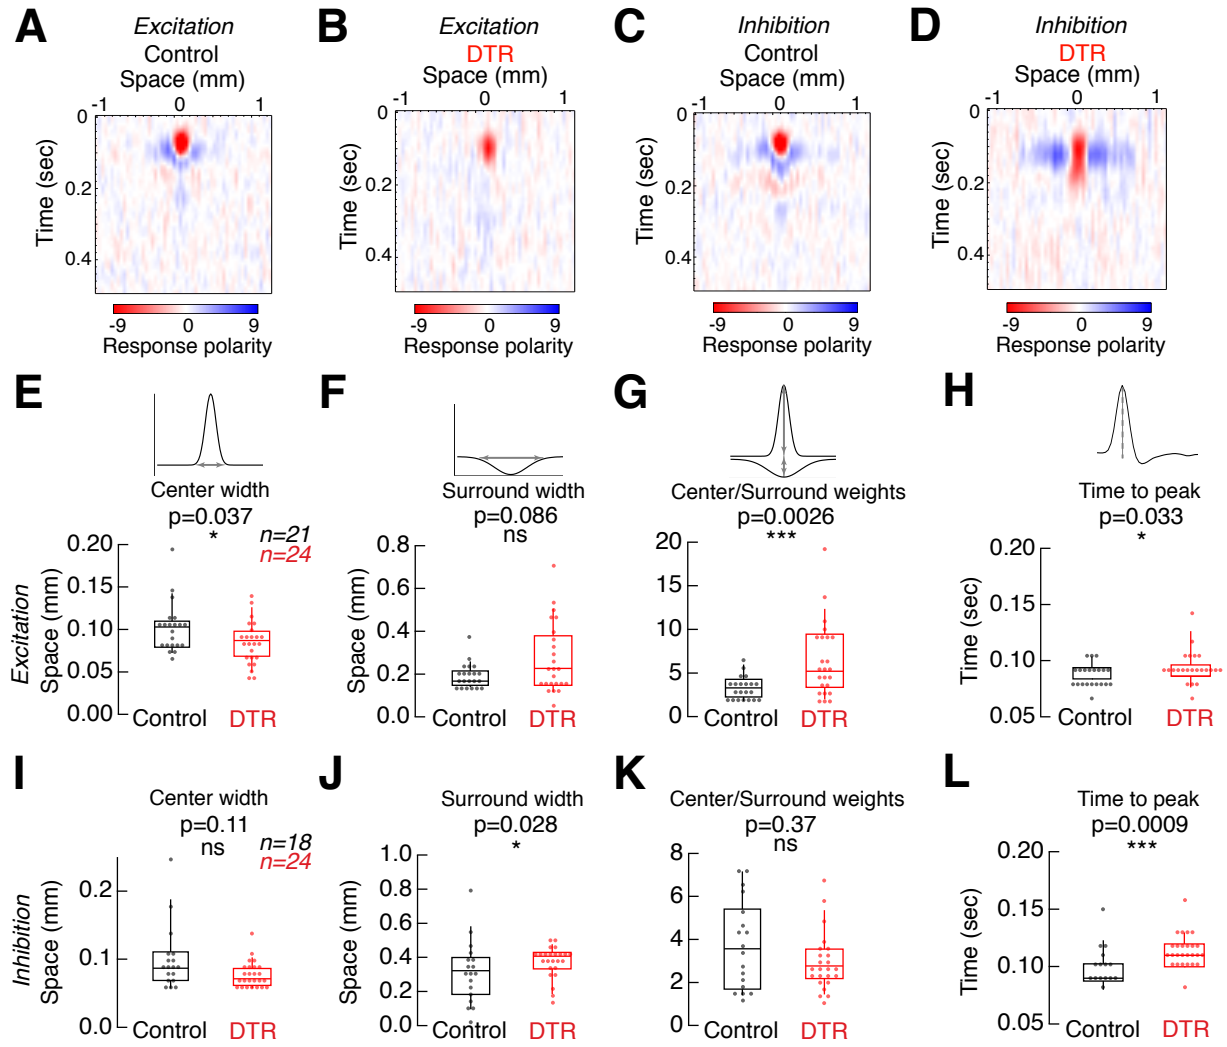 A
Excitation
Control
Space (mm)
-1 0 1
0
0.2
0.4
Time (sec)
-9 0 9
Response polarity
B
Excitation
DTR
Space (mm)
-1 0 1
0
0.2
0.4
Time (sec)
-9 0 9
Response polarity
C
Inhibition
Control
Space (mm)
-1 0 1
0
0.2
0.4
Time (sec)
-9 0 9
Response polarity
D
Inhibition
DTR
Space (mm)
-1 0 1
0
0.2
0.4
Time (sec)
-9 0 9
Response polarity
E
Center width
p=0.037
*
n=21
n=24
Excitation
Space (mm)
0.20
0.15
0.10
0.05
0.00
Control DTR
F
Surround width
p=0.086
ns
Space (mm)
0.8
0.6
0.4
0.2
0.0
Control DTR
G
Center/Surround weights
p=0.0026
***
20
15
10
5
0
Control DTR
H
Time to peak
p=0.033
*
Time (sec)
0.20
0.15
0.10
0.05
Control DTR
I
Center width
p=0.11
ns
n=18
n=24
Inhibition
Space (mm)
0.2
0.1
0.0
Control DTR
J
Surround width
p=0.028
*
Space (mm)
1.0
0.8
0.6
0.4
0.2
0.0
Control DTR
K
Center/Surround weights
p=0.37
ns
8
6
4
2
0
Control DTR
L
Time to peak
p=0.0009
***
Time (sec)
0.20
0.15
0.10
0.05
Control DTR